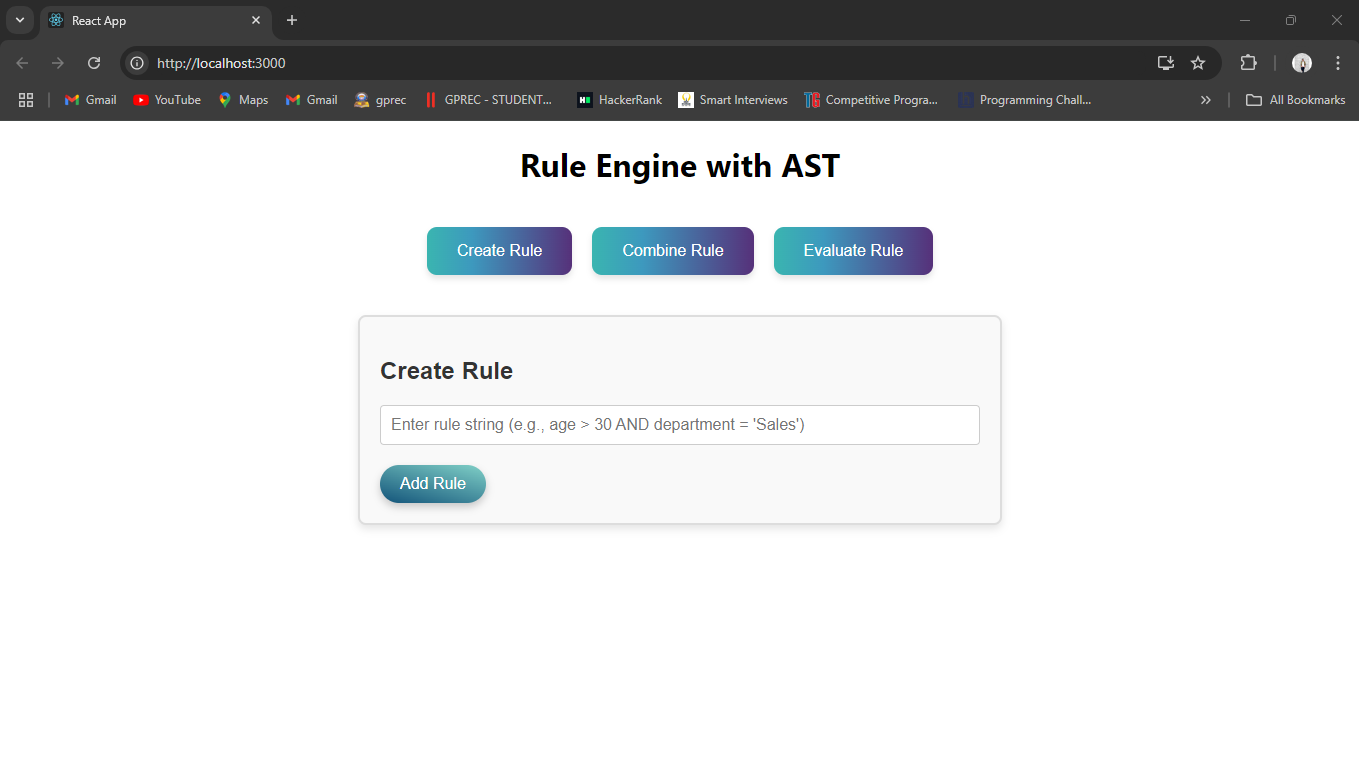 React App
http://localhost:3000
Gmail YouTube Maps Gmail gprec GPREC - STUDENT... HackerRank Smart Interviews Competitive Progra... Programming Chall... » All Bookmarks
Rule Engine with AST
Create Rule Combine Rule Evaluate Rule
Create Rule
Enter rule string (e.g., age > 30 AND department = 'Sales')
Add Rule